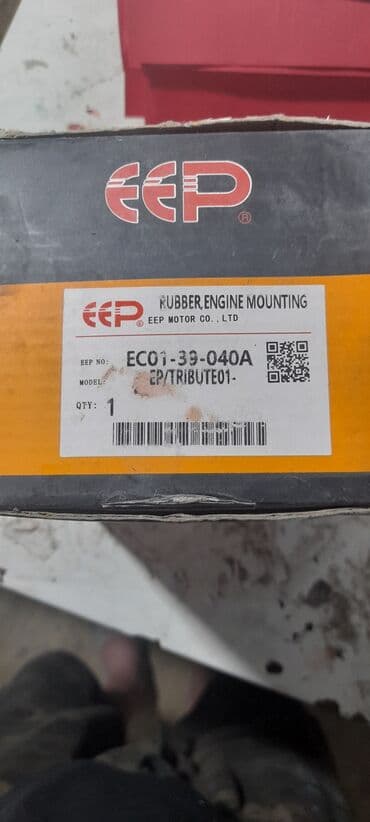 EEP®
RUBBER,ENGINE MOUNTING
EEP EEP MOTOR CO.,LTD
EEP NO: EC01-39-040A
MODEL: EP/TRIBUTE01-
QTY: 1